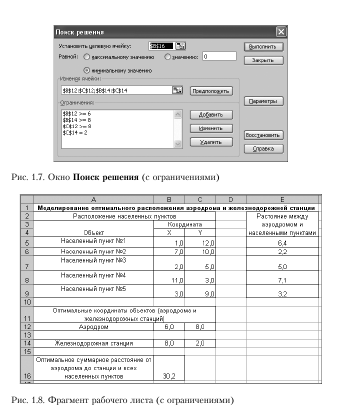 Поиск решения
Установить целевую ячейку: $B$16 Выполнить
Равной: максимальному значению значению: 0 Закрыть
минимальному значению
Изменяя ячейки:
$B$12:$C$12;$B$14:$C$14 Предположить
Ограничения: Параметры
$B$12 >= 6 Добавить
$B$14 >= 8
$C$12 >= 8 Изменить
$C$14 = 2 Восстановить
Удалить Справка
Рис. 1.7. Окно Поиск решения (с ограничениями)
A B C D E
1 Моделирование оптимального расположения аэродрома и железнодорожной станции
2 Расположение населенных пунктов Растояние между
3 Координата аэродромом и
4 Объект X Y населенными пунктами
5 Населенный пункт №1 1,0 12,0 6,4
6 Населенный пункт №2 7,0 10,0 2,2
7 Населенный пункт №3 2,0 5,0 5,0
8 Населенный пункт №4 11,0 3,0 7,1
9 Населенный пункт №5 3,0 9,0 3,2
10
Оптимальные координаты объектов (аэродрома и
11 железнодорожных станций)
12 Аэродром 6,0 8,0
13
14 Железнодорожная станция 8,0 2,0
15
Оптимальное суммарное расстояние от
аэродрома до станции и всех
16 населенных пунктов 30,2
Рис. 1.8. Фрагмент рабочего листа (с ограничениями)